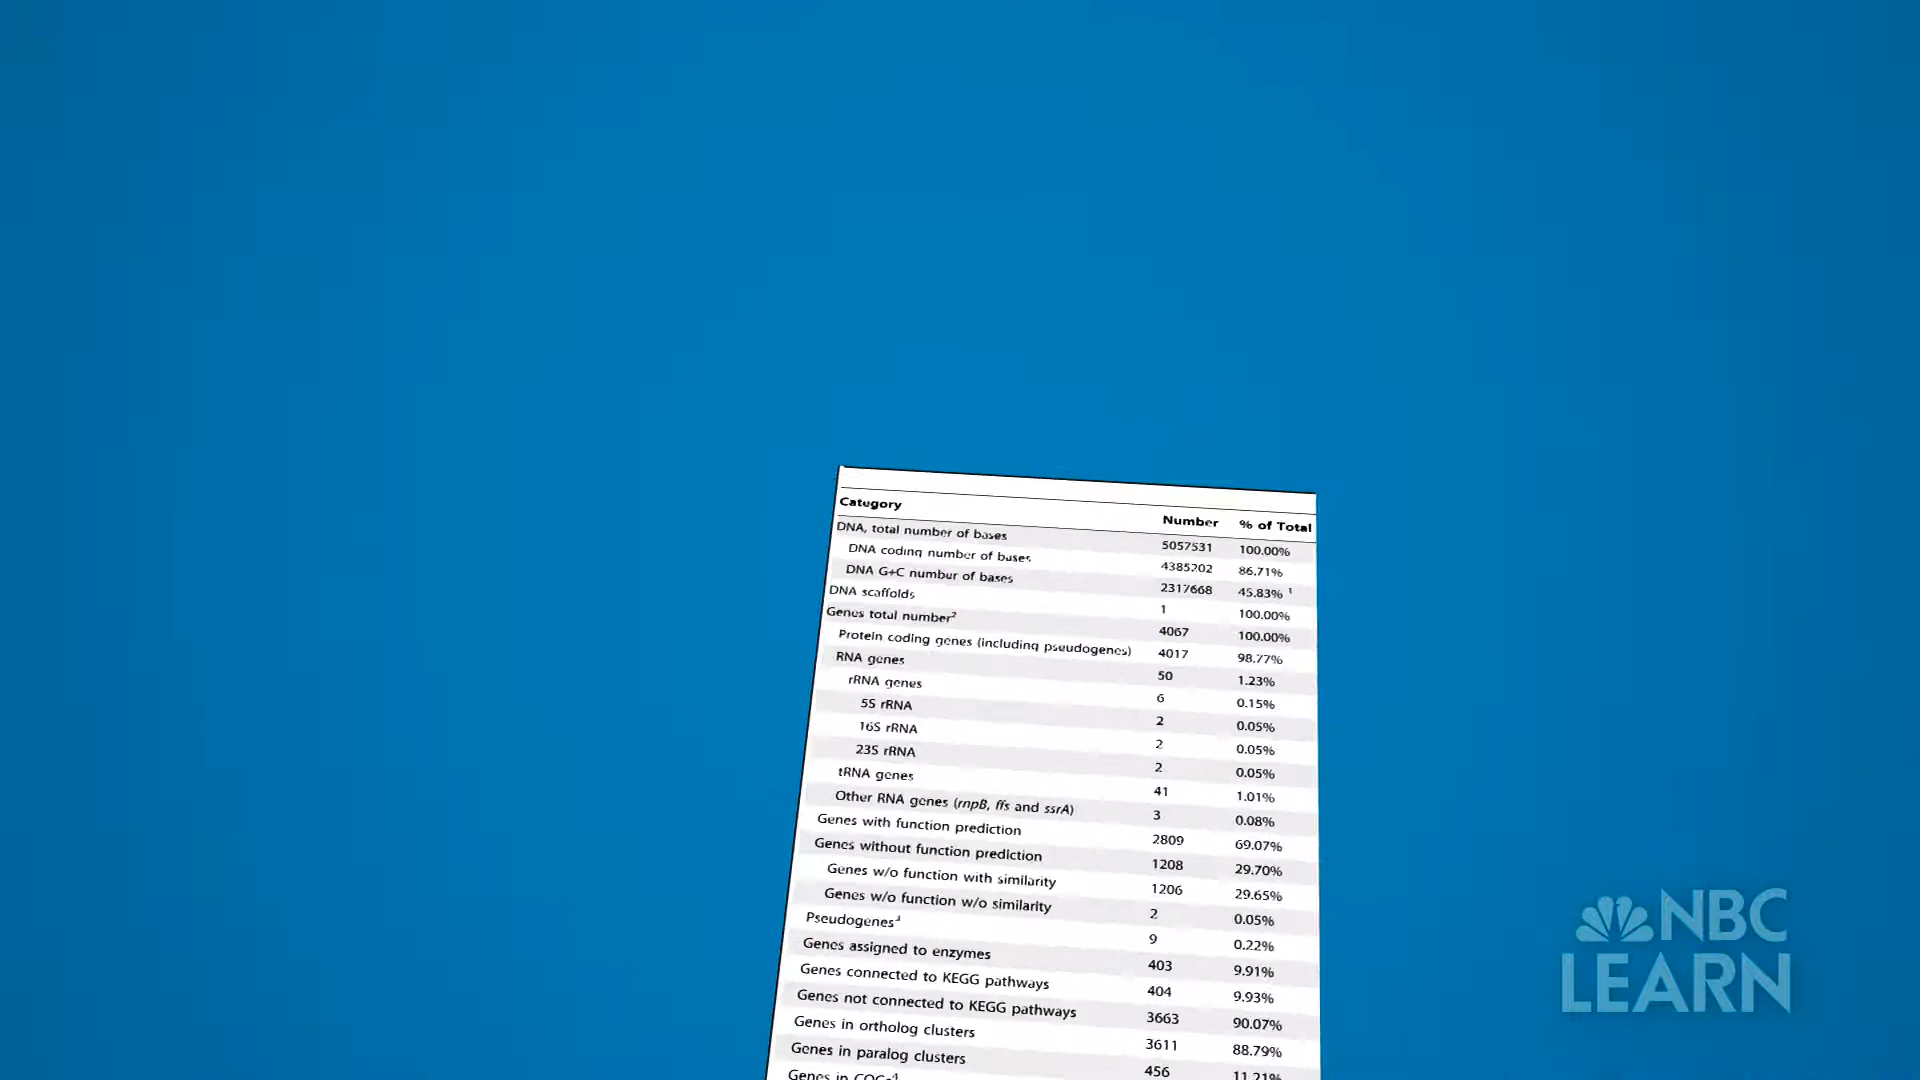 Category Number % of Total
DNA, total number of bases 5057531 100.00%
DNA coding number of bases 4385202 86.71%
DNA G+C number of bases 2317668 45.83% 1
DNA scaffolds 1 100.00%
Genes total number2 4067 100.00%
Protein coding genes (including pseudogenes) 4017 98.77%
RNA genes 50 1.23%
rRNA genes 6 0.15%
5S rRNA 2 0.05%
16S rRNA 2 0.05%
23S rRNA 2 0.05%
tRNA genes 41 1.01%
Other RNA genes (rnpB, ffs and ssrA) 3 0.08%
Genes with function prediction 2809 69.07%
Genes without function prediction 1208 29.70%
Genes w/o function with similarity 1206 29.65%
Genes w/o function w/o similarity 2 0.05%
Pseudogenes3 9 0.22%
Genes assigned to enzymes 403 9.91%
Genes connected to KEGG pathways 404 9.93%
Genes not connected to KEGG pathways 3663 90.07%
Genes in ortholog clusters 3611 88.79%
Genes in paralog clusters 456 11.21%
Genes in COGs4
NBC
LEARN